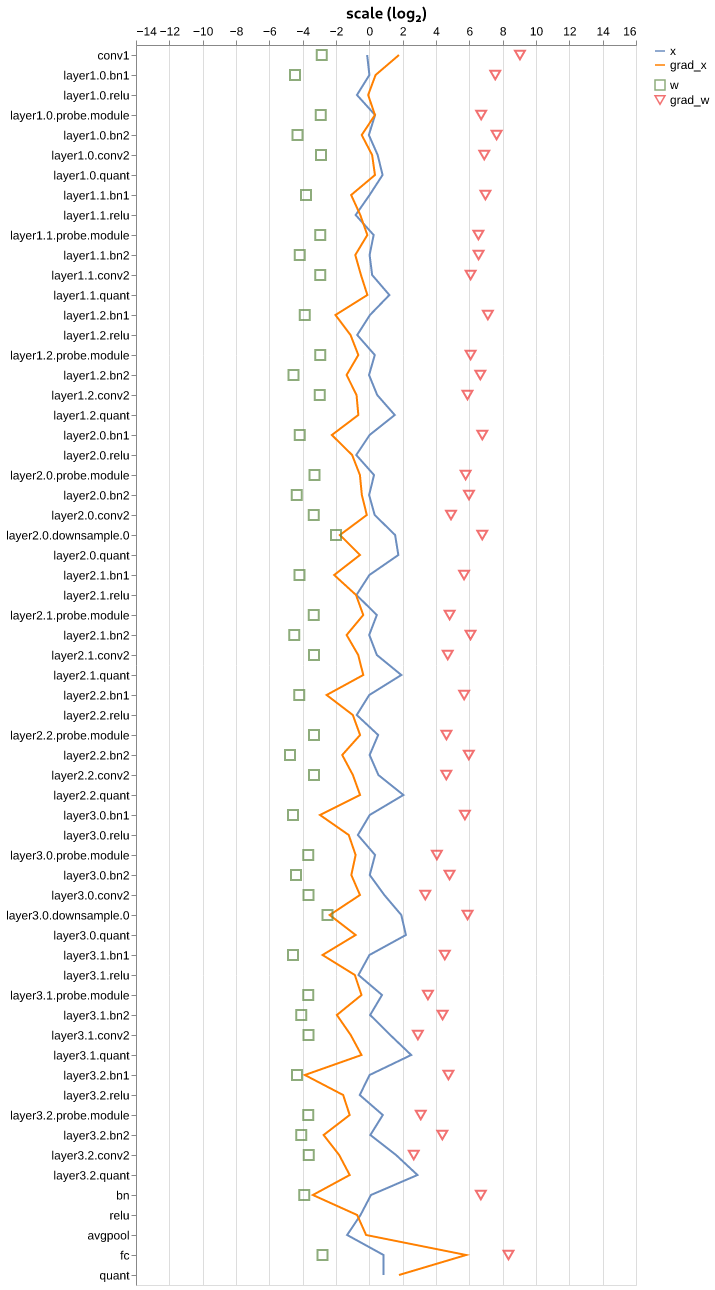 scale (log₂)
−14 −12 −10 −8 −6 −4 −2 0 2 4 6 8 10 12 14 16
x
grad_x
w
grad_w
conv1
layer1.0.bn1
layer1.0.relu
layer1.0.probe.module
layer1.0.bn2
layer1.0.conv2
layer1.0.quant
layer1.1.bn1
layer1.1.relu
layer1.1.probe.module
layer1.1.bn2
layer1.1.conv2
layer1.1.quant
layer1.2.bn1
layer1.2.relu
layer1.2.probe.module
layer1.2.bn2
layer1.2.conv2
layer1.2.quant
layer2.0.bn1
layer2.0.relu
layer2.0.probe.module
layer2.0.bn2
layer2.0.conv2
layer2.0.downsample.0
layer2.0.quant
layer2.1.bn1
layer2.1.relu
layer2.1.probe.module
layer2.1.bn2
layer2.1.conv2
layer2.1.quant
layer2.2.bn1
layer2.2.relu
layer2.2.probe.module
layer2.2.bn2
layer2.2.conv2
layer2.2.quant
layer3.0.bn1
layer3.0.relu
layer3.0.probe.module
layer3.0.bn2
layer3.0.conv2
layer3.0.downsample.0
layer3.0.quant
layer3.1.bn1
layer3.1.relu
layer3.1.probe.module
layer3.1.bn2
layer3.1.conv2
layer3.1.quant
layer3.2.bn1
layer3.2.relu
layer3.2.probe.module
layer3.2.bn2
layer3.2.conv2
layer3.2.quant
bn
relu
avgpool
fc
quant